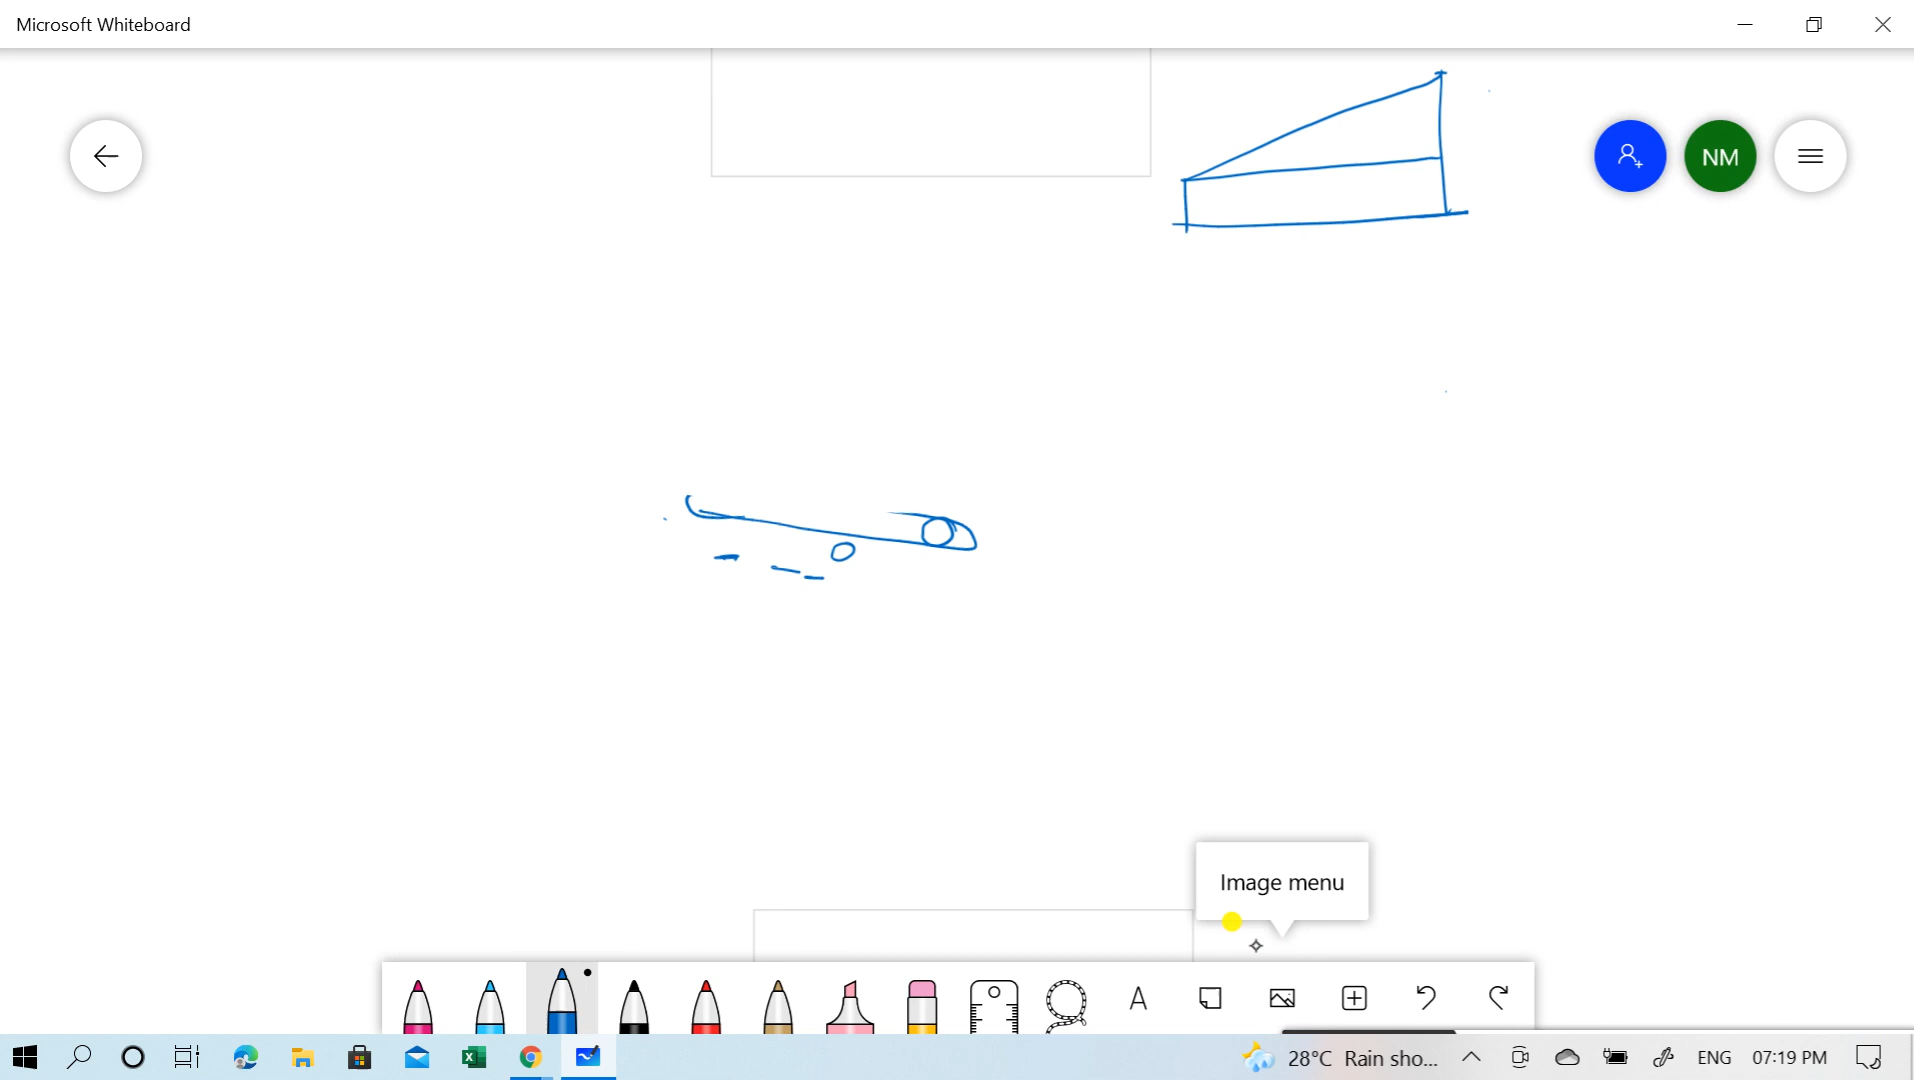 Microsoft Whiteboard
NM
Image menu
A
28°C Rain sho...
ENG
07:19 PM